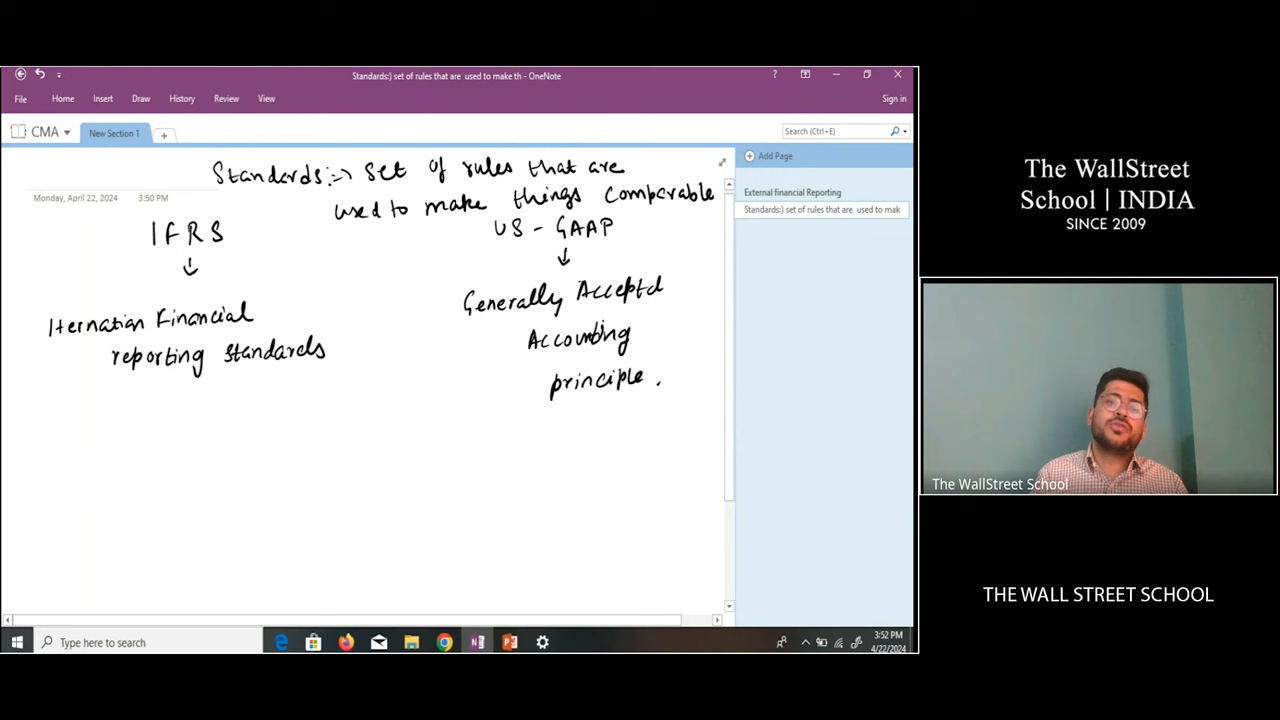 Standards:) set of rules that are used to make th - OneNote
?
File
Home
Insert
Draw
History
Review
View
Sign in
CMA
New Section 1
Search (Ctrl+E)
Standards:-) set of rules that are
used to make things comparable
Monday, April 22, 2024
3:50 PM
IFRS
US - GAAP
Iternation Financial
reporting standards
Generally Acceptd
Accounting
principle.
Add Page
External financial Reporting
Standards:) set of rules that are used to mak
The WallStreet
School | INDIA
SINCE 2009
The WallStreet School
THE WALL STREET SCHOOL
Type here to search
3:52 PM
4/22/2024